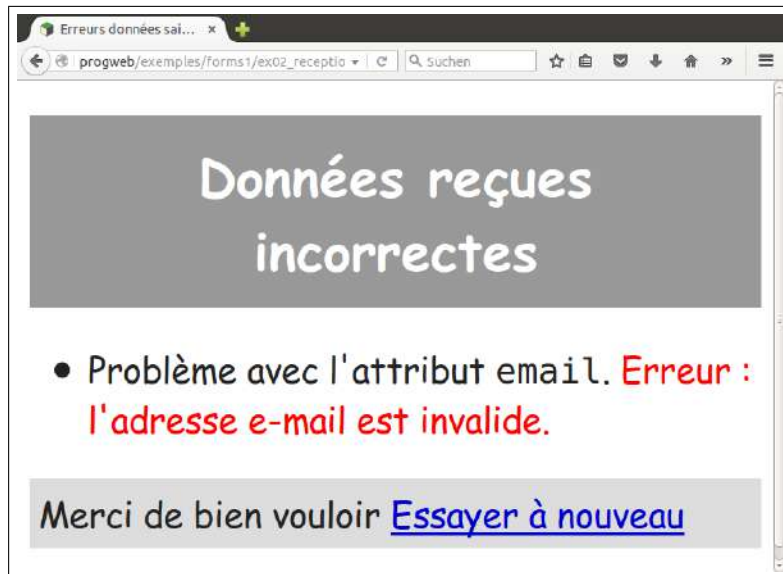 Erreurs données sai...
progweb/exemples/forms1/ex02_receptio
Suchen
Données reçues
incorrectes
Problème avec l'attribut email. Erreur :
l'adresse e-mail est invalide.
Merci de bien vouloir Essayer à nouveau